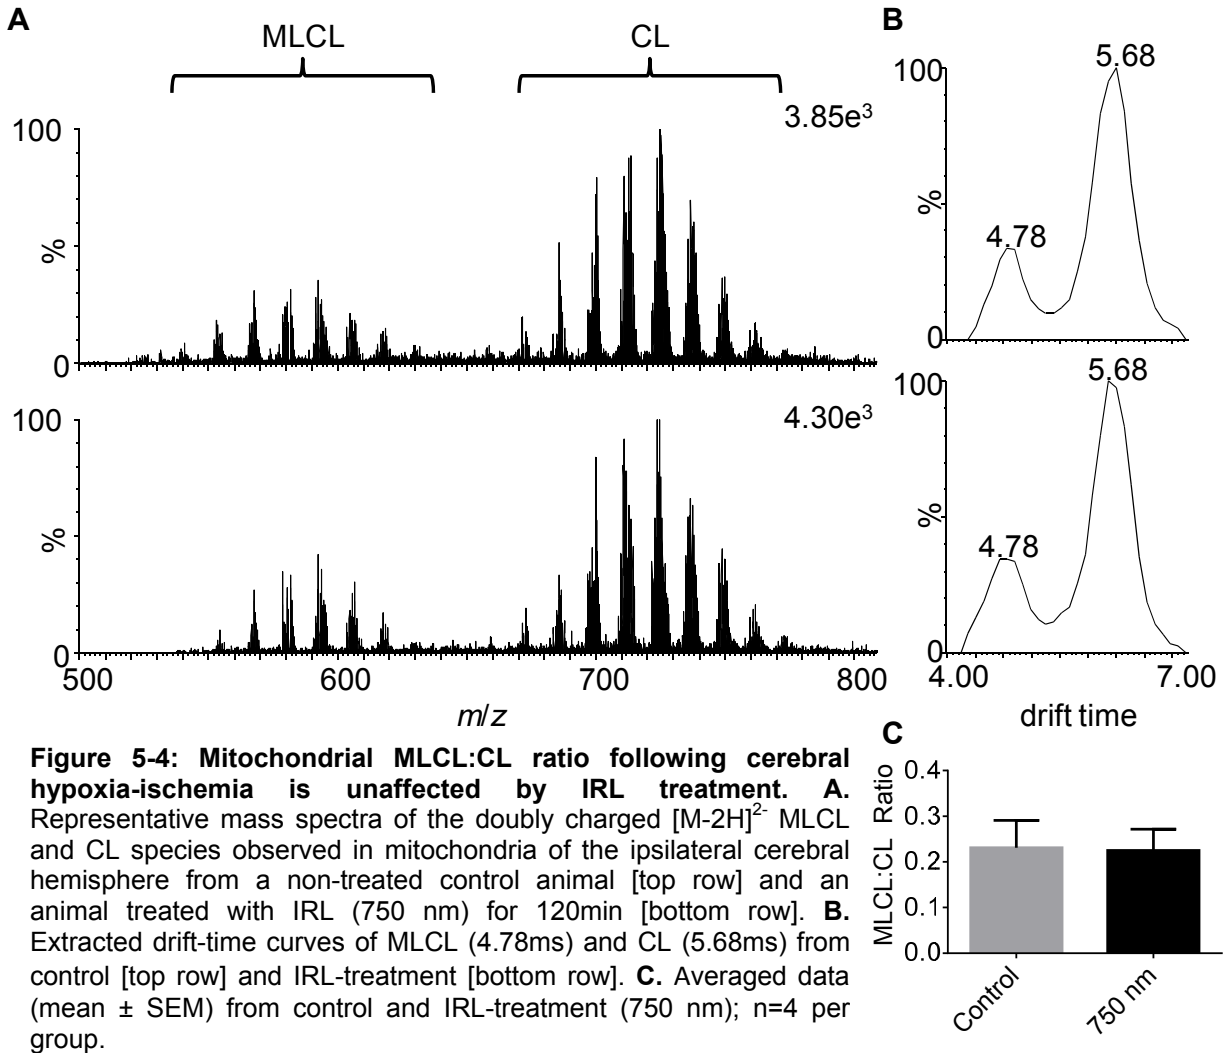 A
MLCL
CL
3.85e3
100
%
0
4.30e3
100
%
0
500
600
700
800
m/z
B
5.68
100
4.78
%
0
5.68
100
4.78
%
0
4.00
7.00
drift time
Figure 5-4: Mitochondrial MLCL:CL ratio following cerebral
hypoxia-ischemia is unaffected by IRL treatment. A.
Representative mass spectra of the doubly charged [M-2H]2- MLCL
and CL species observed in mitochondria of the ipsilateral cerebral
hemisphere from a non-treated control animal [top row] and an
animal treated with IRL (750 nm) for 120min [bottom row]. B.
Extracted drift-time curves of MLCL (4.78ms) and CL (5.68ms) from
control [top row] and IRL-treatment [bottom row]. C. Averaged data
(mean ± SEM) from control and IRL-treatment (750 nm); n=4 per
group.
C
MLCL:CL Ratio
0.4
0.3
0.2
0.1
0.0
Control
750 nm